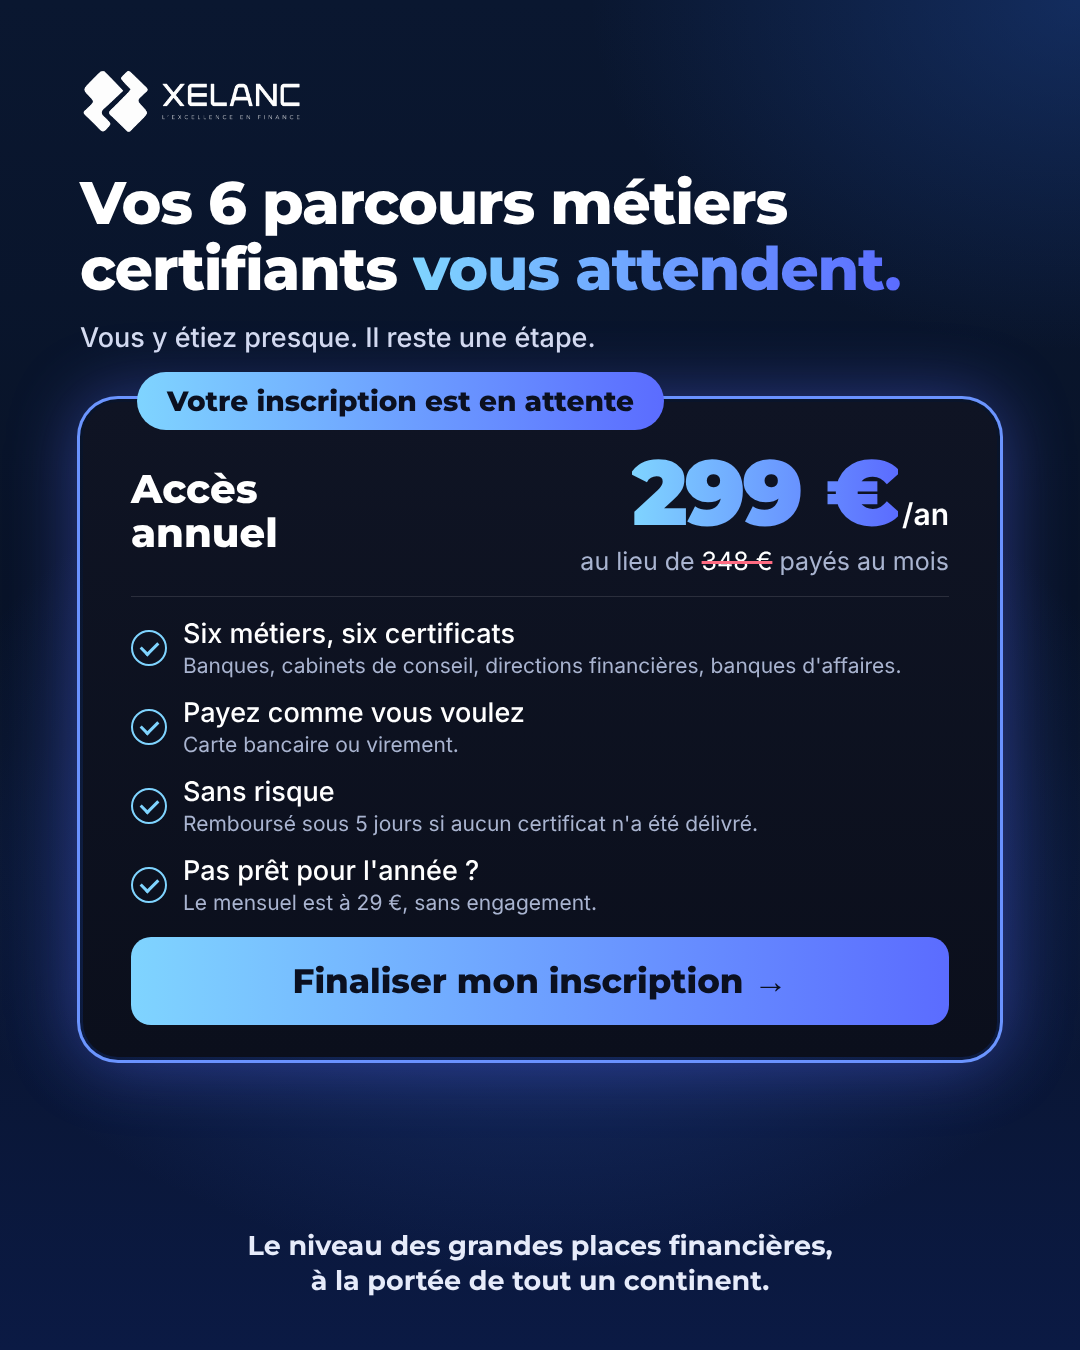 XELANC
L'EXCELLENCE EN FINANCE
Vos 6 parcours métiers
certifiants vous attendent.
Vous y étiez presque. Il reste une étape.
Votre inscription est en attente
Accès
annuel
299 €/an
au lieu de 348 € payés au mois
Six métiers, six certificats
Banques, cabinets de conseil, directions financières, banques d'affaires.
Payez comme vous voulez
Carte bancaire ou virement.
Sans risque
Remboursé sous 5 jours si aucun certificat n'a été délivré.
Pas prêt pour l'année ?
Le mensuel est à 29 €, sans engagement.
Finaliser mon inscription →
Le niveau des grandes places financières,
à la portée de tout un continent.